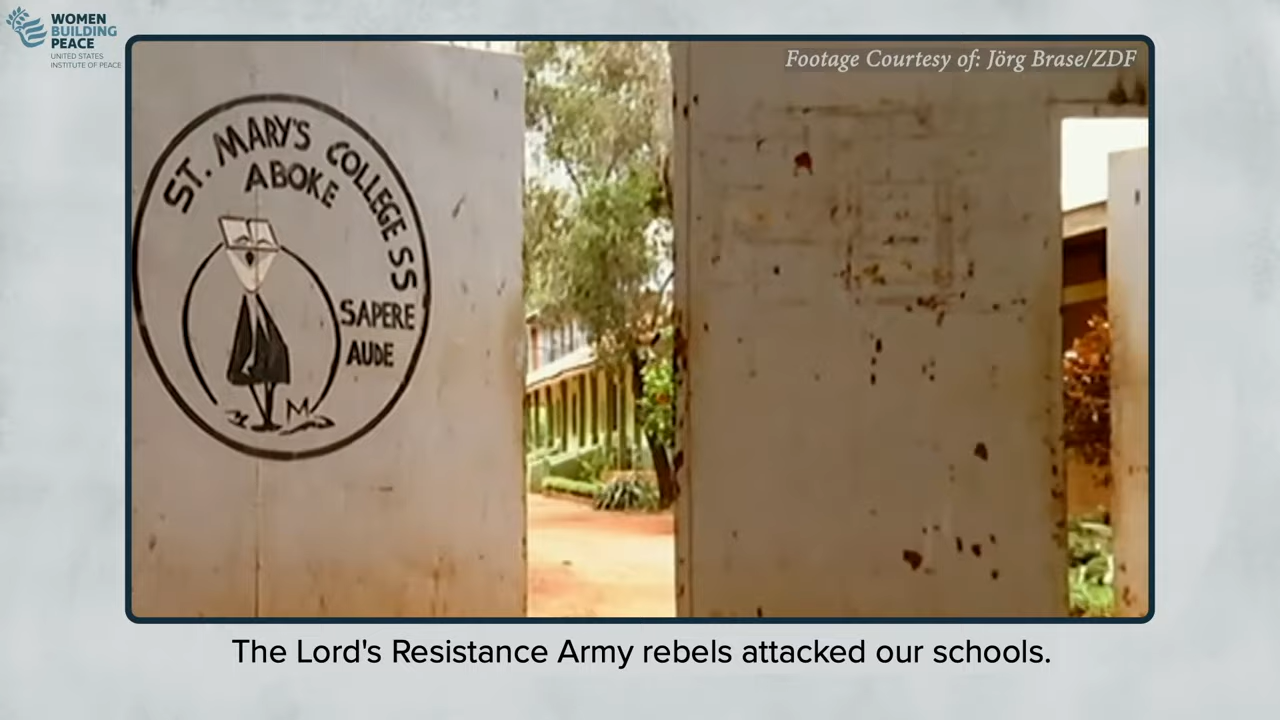 WOMEN
BUILDING
PEACE
UNITED STATES
INSTITUTE OF PEACE
Footage Courtesy of: Jörg Brase/ZDF
ST. MARY'S COLLEGE SS
ABOKE
SAPERE
AUDE
M
The Lord's Resistance Army rebels attacked our schools.